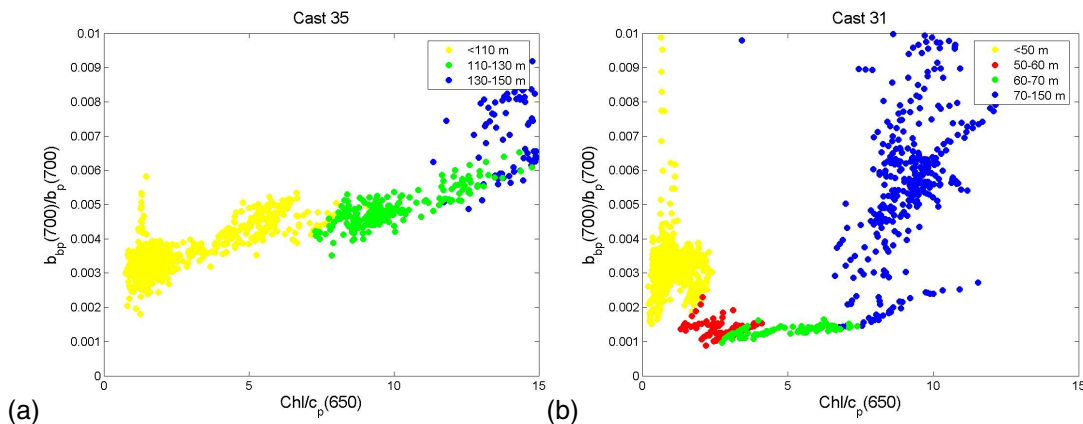 Cast 35
0.01
0.009
0.008
0.007
0.006
0.005
0.004
0.003
0.002
0.001
0
b_bp(700)/b_p(700)
<110 m
110-130 m
130-150 m
0 5 10 15
Chl/c_p(650)
(a)
Cast 31
0.01
0.009
0.008
0.007
0.006
0.005
0.004
0.003
0.002
0.001
0
b_bp(700)/b_p(700)
<50 m
50-60 m
60-70 m
70-150 m
0 5 10 15
Chl/c_p(650)
(b)